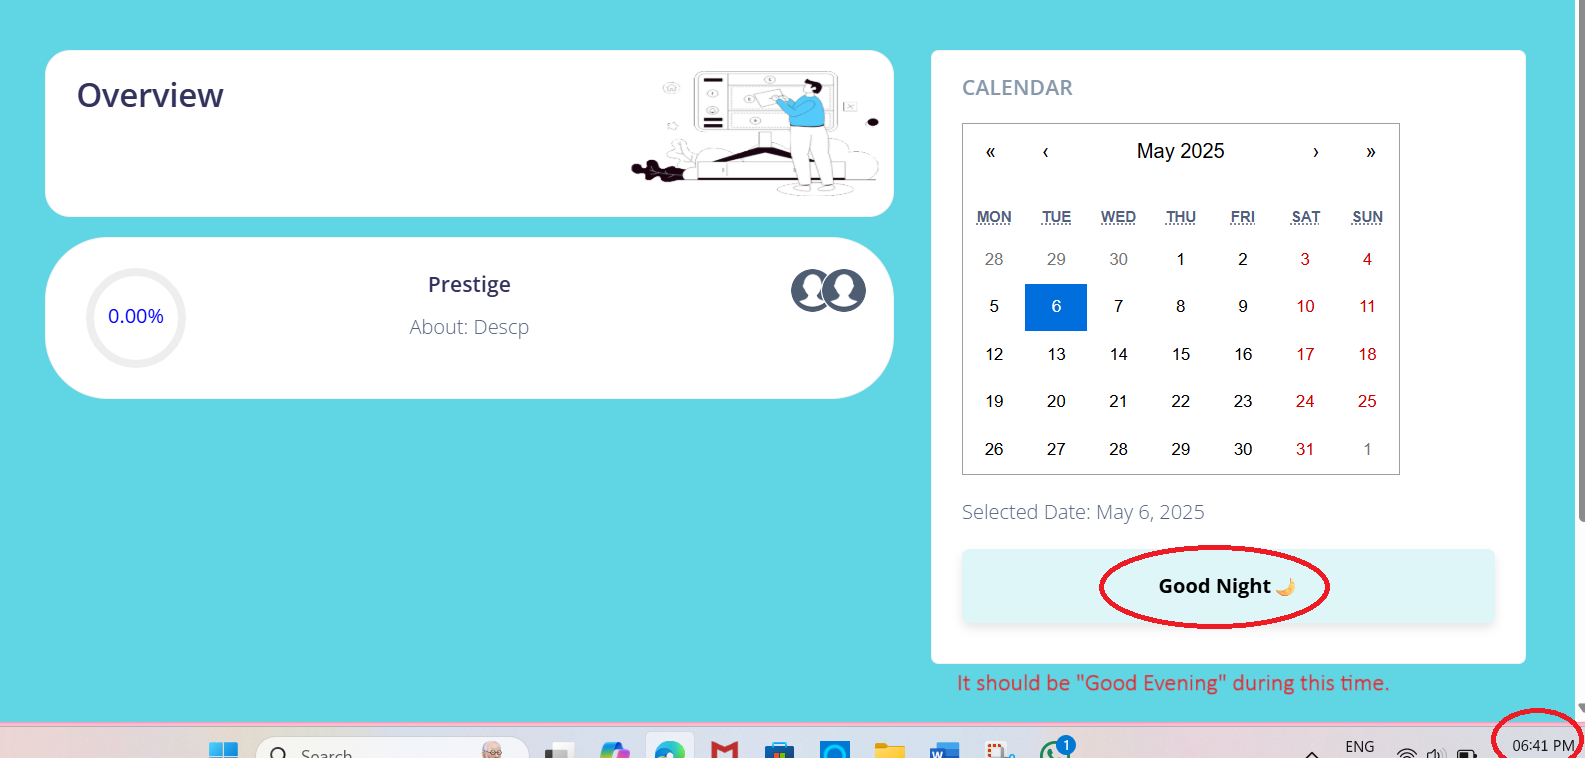 Overview
Prestige
0.00%
About: Descp
CALENDAR
« ‹ May 2025 › »
MON TUE WED THU FRI SAT SUN
28 29 30 1 2 3 4
5 6 7 8 9 10 11
12 13 14 15 16 17 18
19 20 21 22 23 24 25
26 27 28 29 30 31 1
Selected Date: May 6, 2025
Good Night 🌙
It should be "Good Evening" during this time.
Search
W
1
ENG
06:41 PM